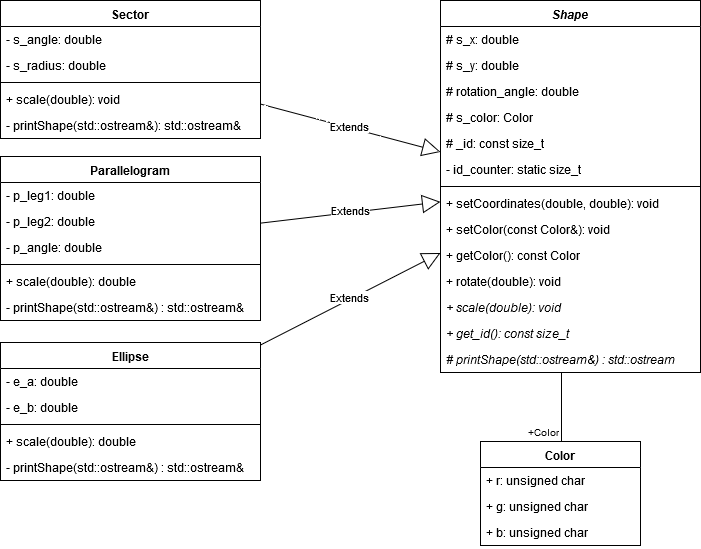 Sector
- s_angle: double
- s_radius: double
+ scale(double): void
- printShape(std::ostream&): std::ostream&
Parallelogram
- p_leg1: double
- p_leg2: double
- p_angle: double
+ scale(double): double
- printShape(std::ostream&) : std::ostream&
Ellipse
- e_a: double
- e_b: double
+ scale(double): double
- printShape(std::ostream&) : std::ostream&
Extends
Extends
Extends
Shape
# s_x: double
# s_y: double
# rotation_angle: double
# s_color: Color
# _id: const size_t
- id_counter: static size_t
+ setCoordinates(double, double): void
+ setColor(const Color&): void
+ getColor(): const Color
+ rotate(double): void
+ scale(double): void
+ get_id(): const size_t
# printShape(std::ostream&) : std::ostream
+Color
Color
+ r: unsigned char
+ g: unsigned char
+ b: unsigned char